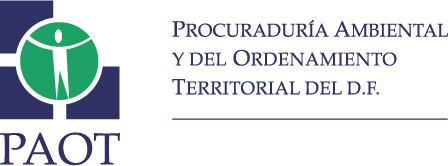 PROCURADURÍA AMBIENTAL
Y DEL ORDENAMIENTO
TERRITORIAL DEL D.F.
PAOT